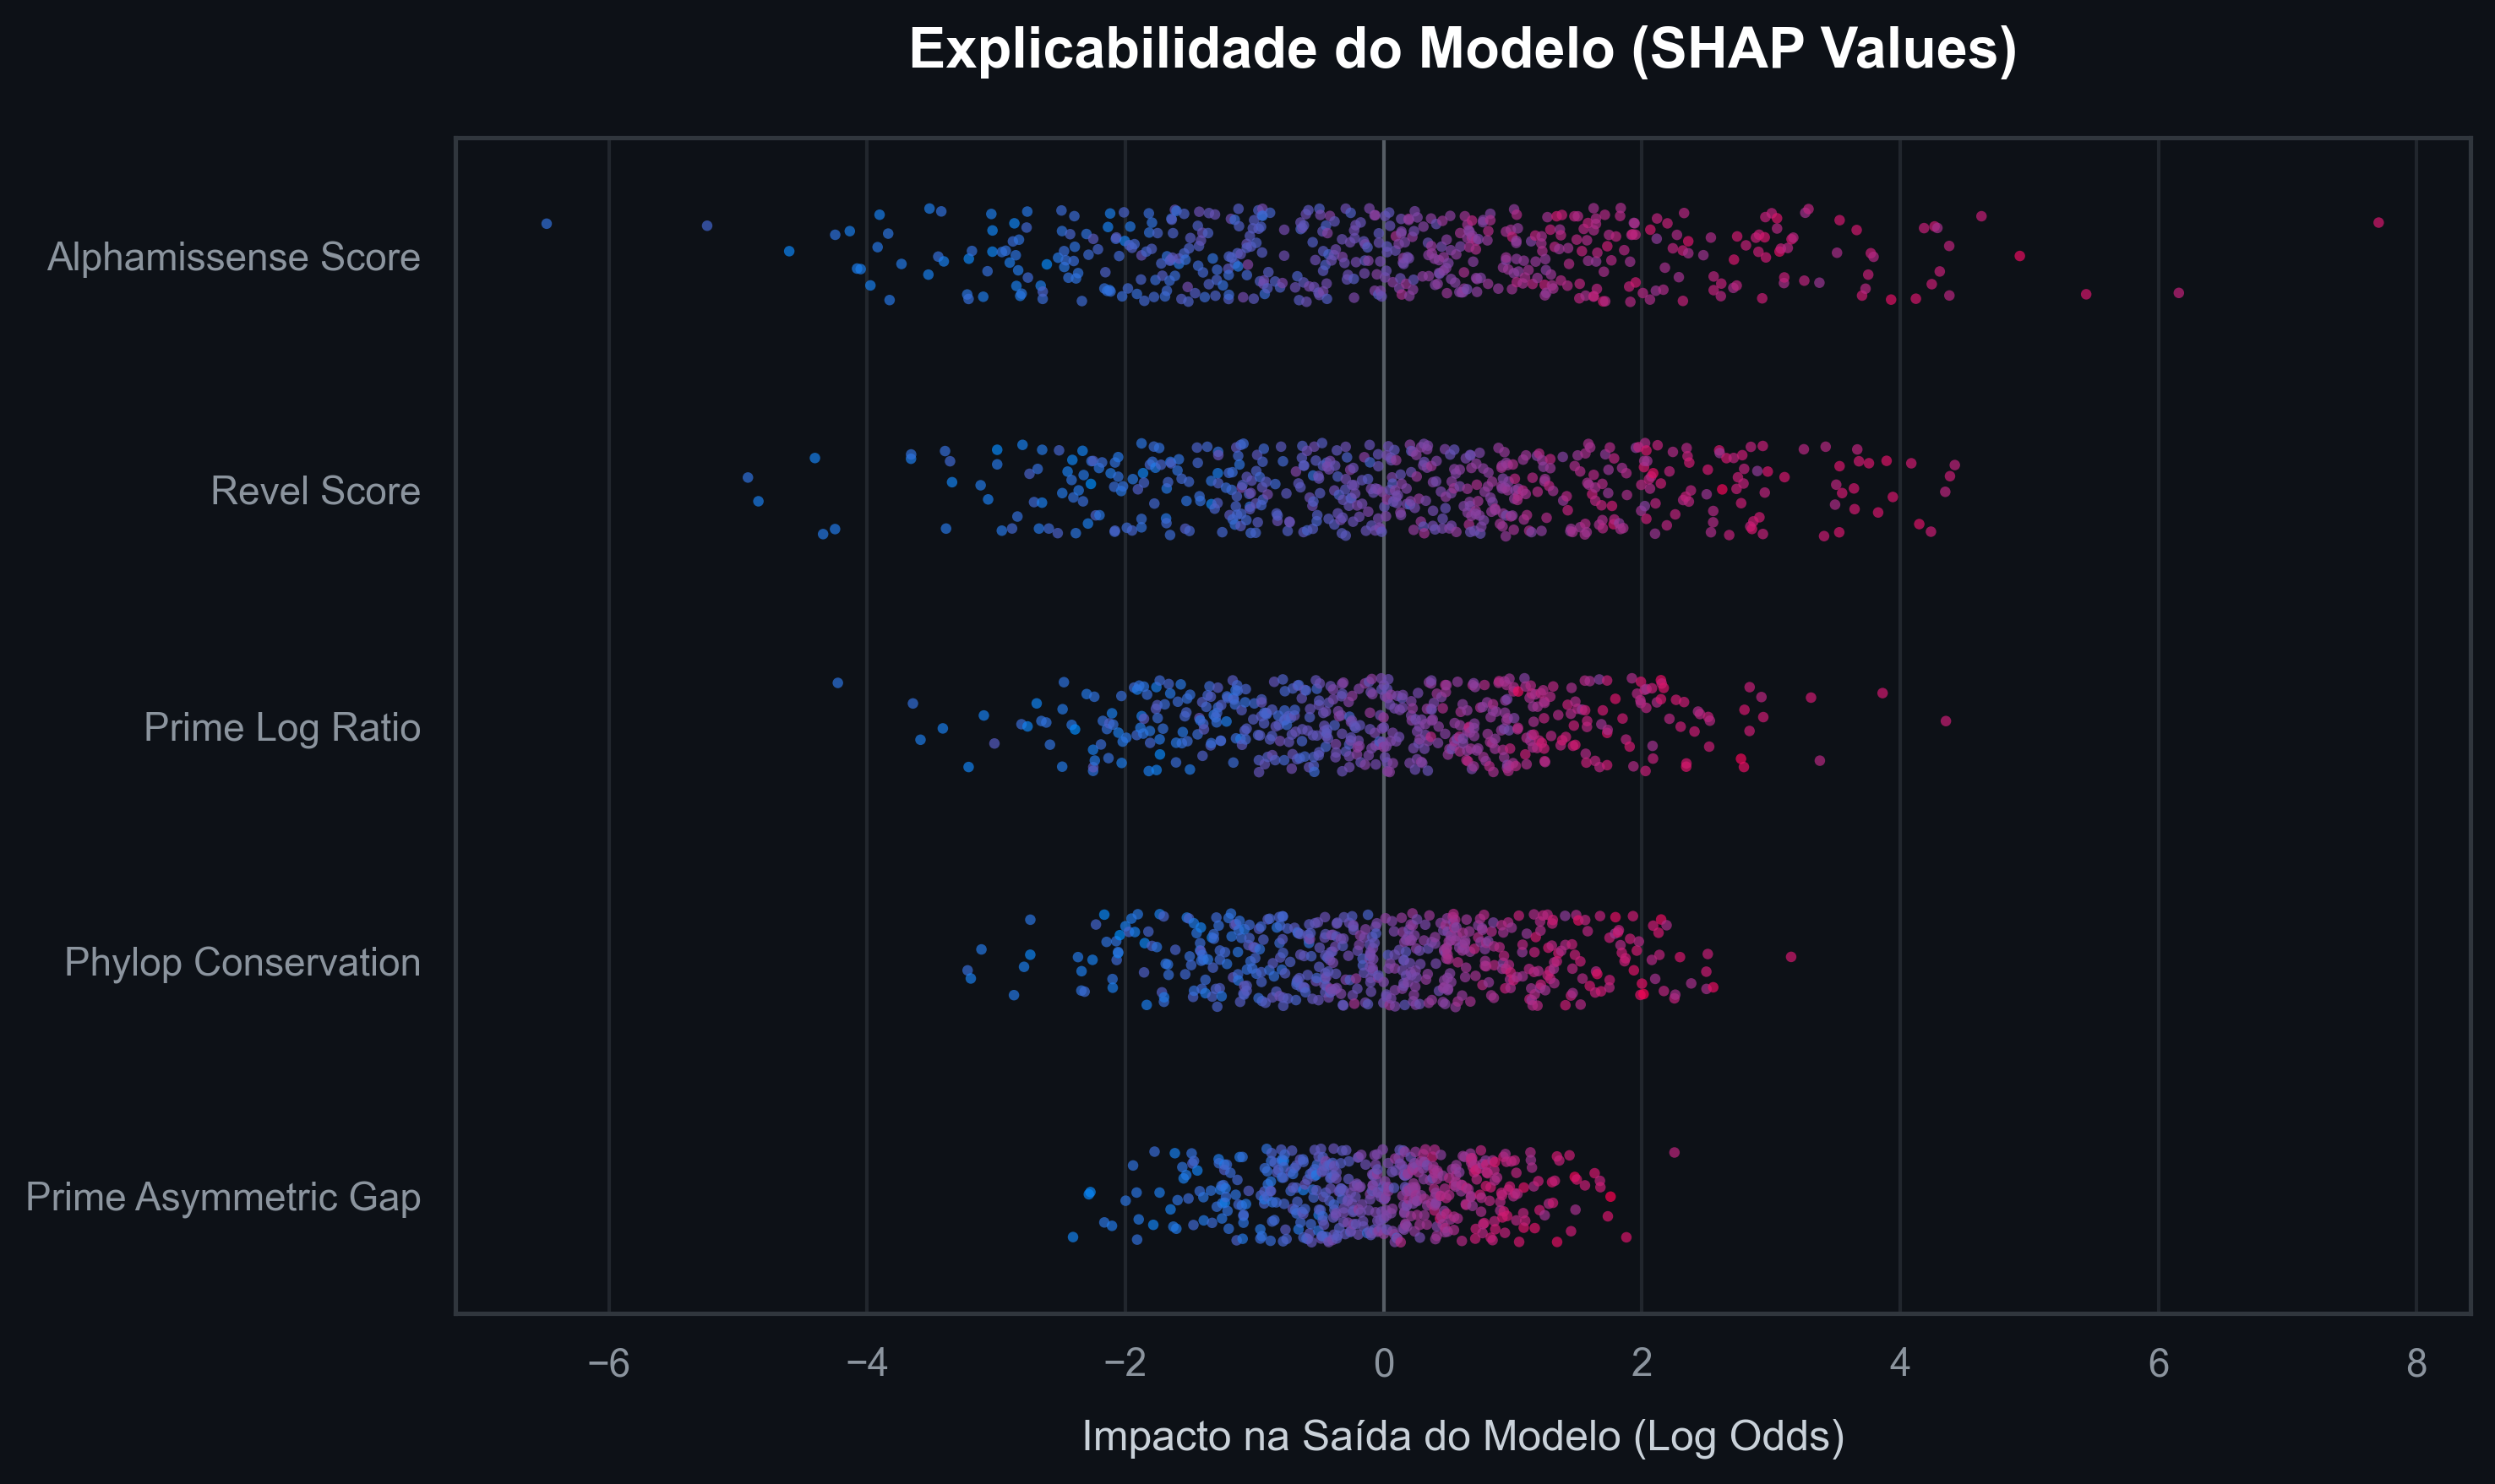 Explicabilidade do Modelo (SHAP Values)
Alphamissense Score
Revel Score
Prime Log Ratio
Phylop Conservation
Prime Asymmetric Gap
−6 −4 −2 0 2 4 6 8
Impacto na Saída do Modelo (Log Odds)